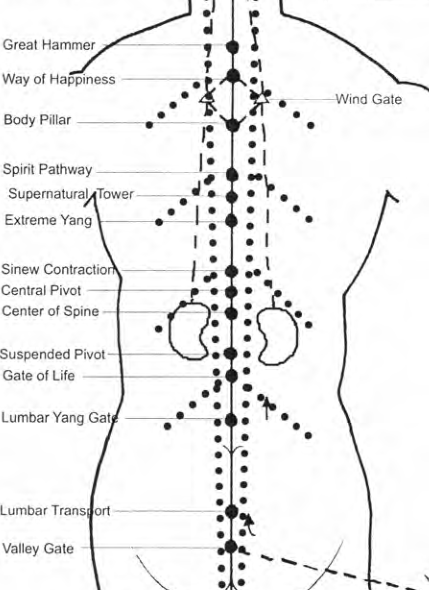 Great Hammer
Way of Happiness
Wind Gate
Body Pillar
Spirit Pathway
Supernatural Tower
Extreme Yang
Sinew Contraction
Central Pivot
Center of Spine
Suspended Pivot
Gate of Life
Lumbar Yang Gate
Lumbar Transport
Valley Gate